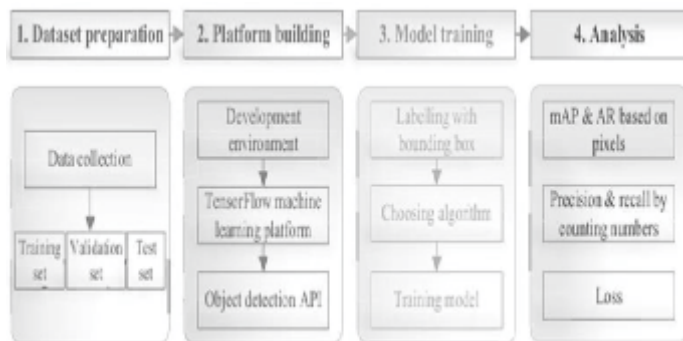 1. Dataset preparation
2. Platform building
3. Model training
4. Analysis
Data collection
Training
set
Validation
set
Test
set
Development
environment
TensorFlow machine
learning platform
Object detection API
Labelling with
bounding box
Choosing algorithm
Training model
mAP & AR based on
pixels
Precision & recall by
counting numbers
Loss